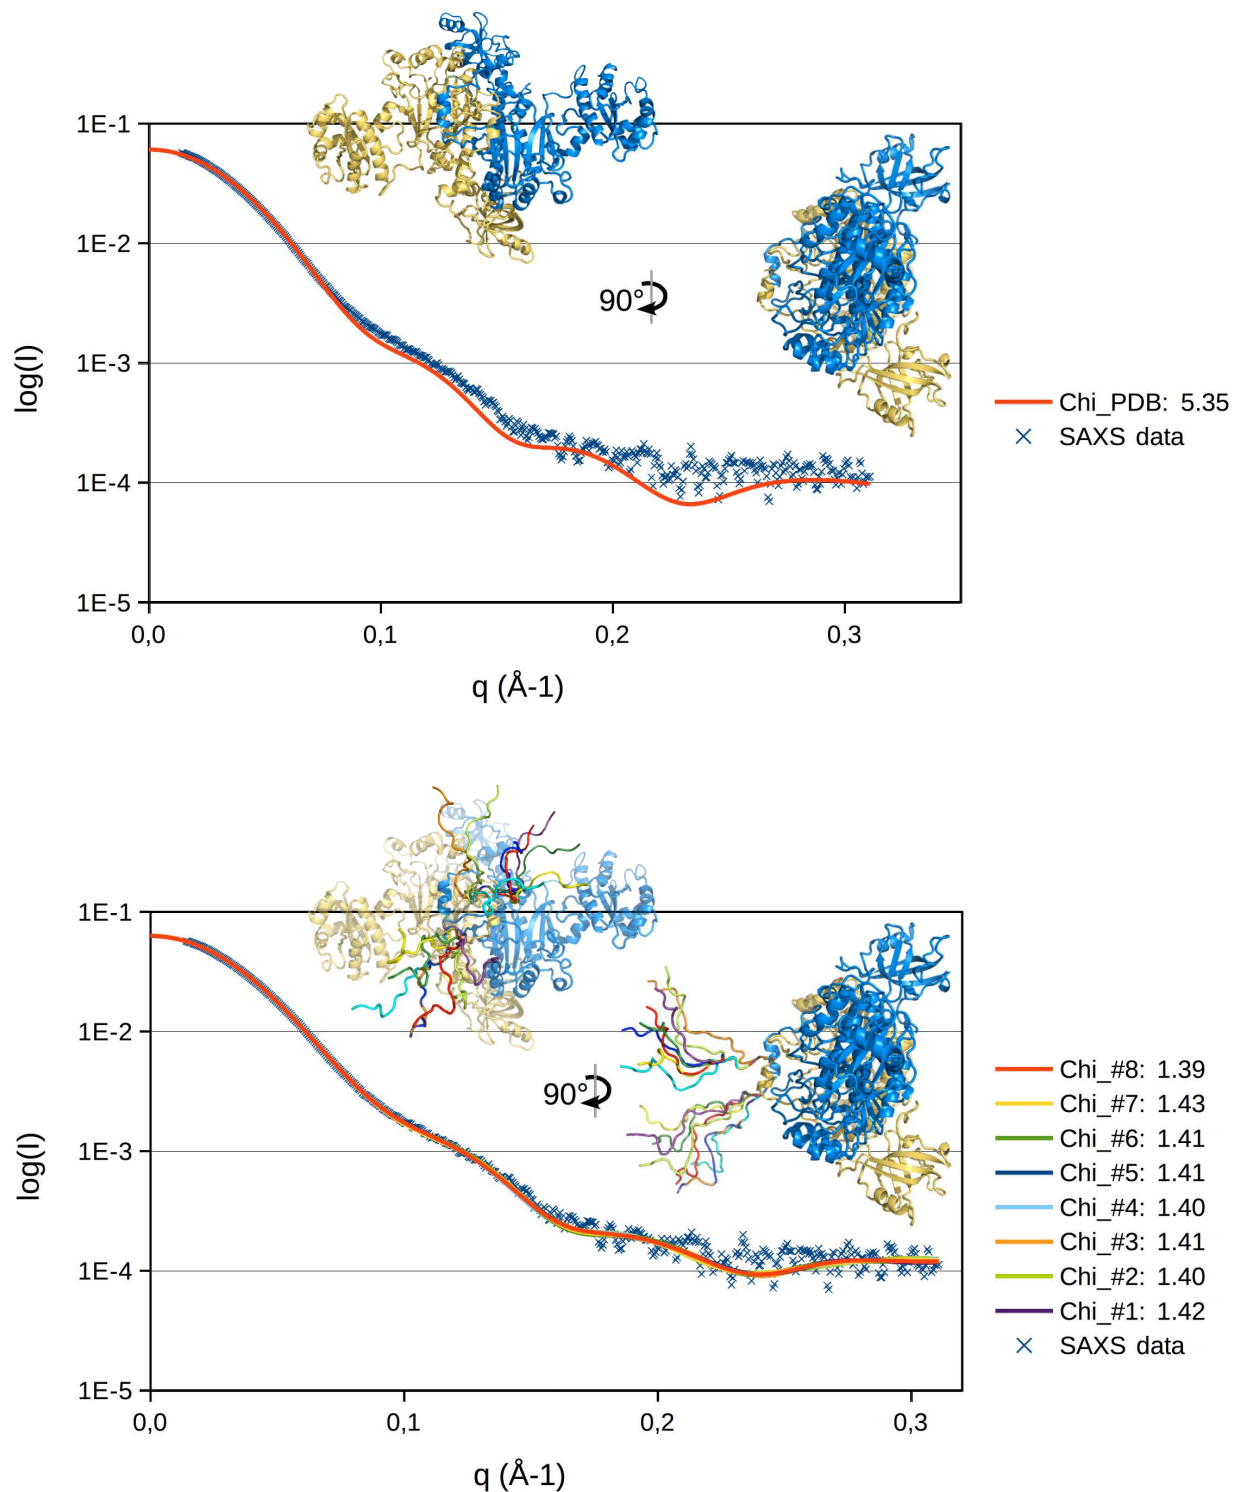 1E-1
1E-2
90°
1E-3
log(I)
Chi_PDB: 5.35
SAXS data
1E-4
1E-5
0,0 0,1 0,2 0,3
q (Å-1)
1E-1
1E-2
90°
Chi_#8: 1.39
Chi_#7: 1.43
1E-3
Chi_#6: 1.41
log(I)
Chi_#5: 1.41
Chi_#4: 1.40
Chi_#3: 1.41
1E-4
Chi_#2: 1.40
Chi_#1: 1.42
SAXS data
1E-5
0,0 0,1 0,2 0,3
q (Å-1)